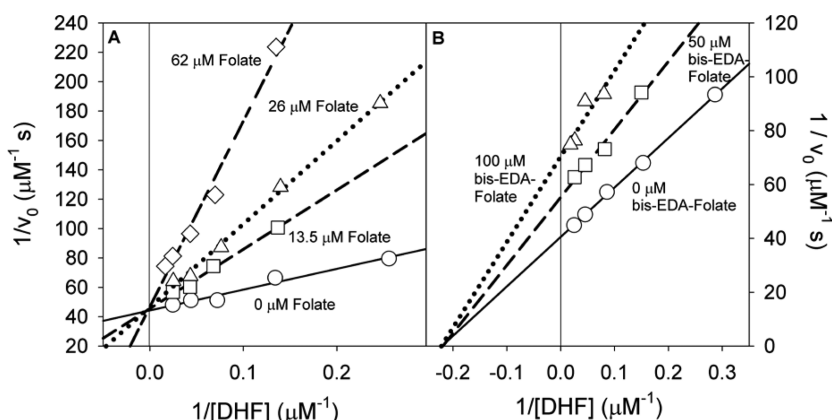 240
220
200
180
160
140
120
100
80
60
40
20
1/v0 (μM-1 s)
A
62 μM Folate
26 μM Folate
13.5 μM Folate
0 μM Folate
0.0
0.1
0.2
1/[DHF] (μM-1)
B
50 μM
bis-EDA-
Folate
100 μM
bis-EDA-
Folate
0 μM
bis-EDA-Folate
-0.2
-0.1
0.0
0.1
0.2
0.3
1/[DHF] (μM-1)
120
100
80
60
40
20
0
1 / v0 (μM-1 s)